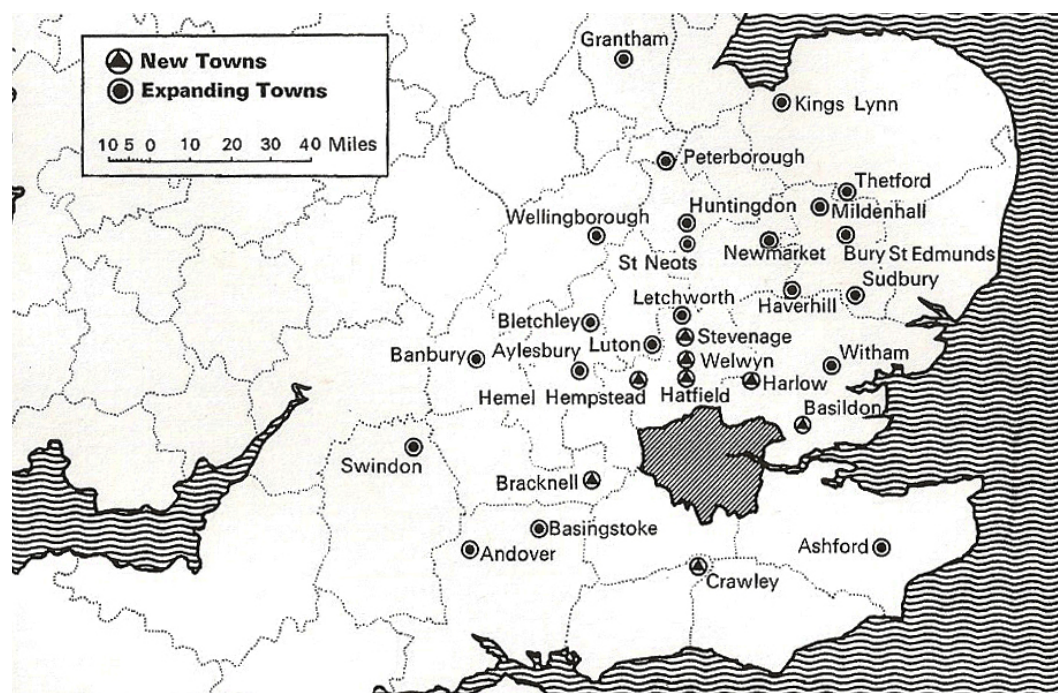 New Towns
Expanding Towns
10 5 0 10 20 30 40 Miles
Grantham
Kings Lynn
Peterborough
Thetford
Mildenhall
Huntingdon
Wellingborough
Newmarket
Bury St Edmunds
St Neots
Sudbury
Haverhill
Letchworth
Bletchley
Stevenage
Luton
Banbury
Aylesbury
Welwyn
Witham
Harlow
Hemel Hempstead
Hatfield
Basildon
Swindon
Bracknell
Basingstoke
Andover
Ashford
Crawley